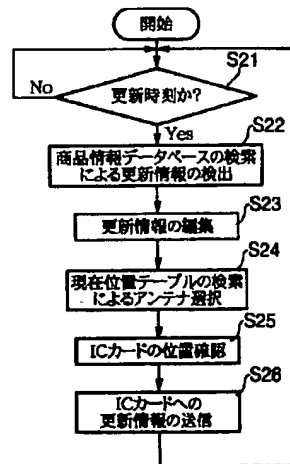 開始
S21
No
更新時刻か?
Yes
S22
商品情報データベースの検索
による更新情報の検出
S23
更新情報の編集
S24
現在位置テーブルの検索
によるアンテナ選択
S25
ICカードの位置確認
S26
ICカードへの
更新情報の送信